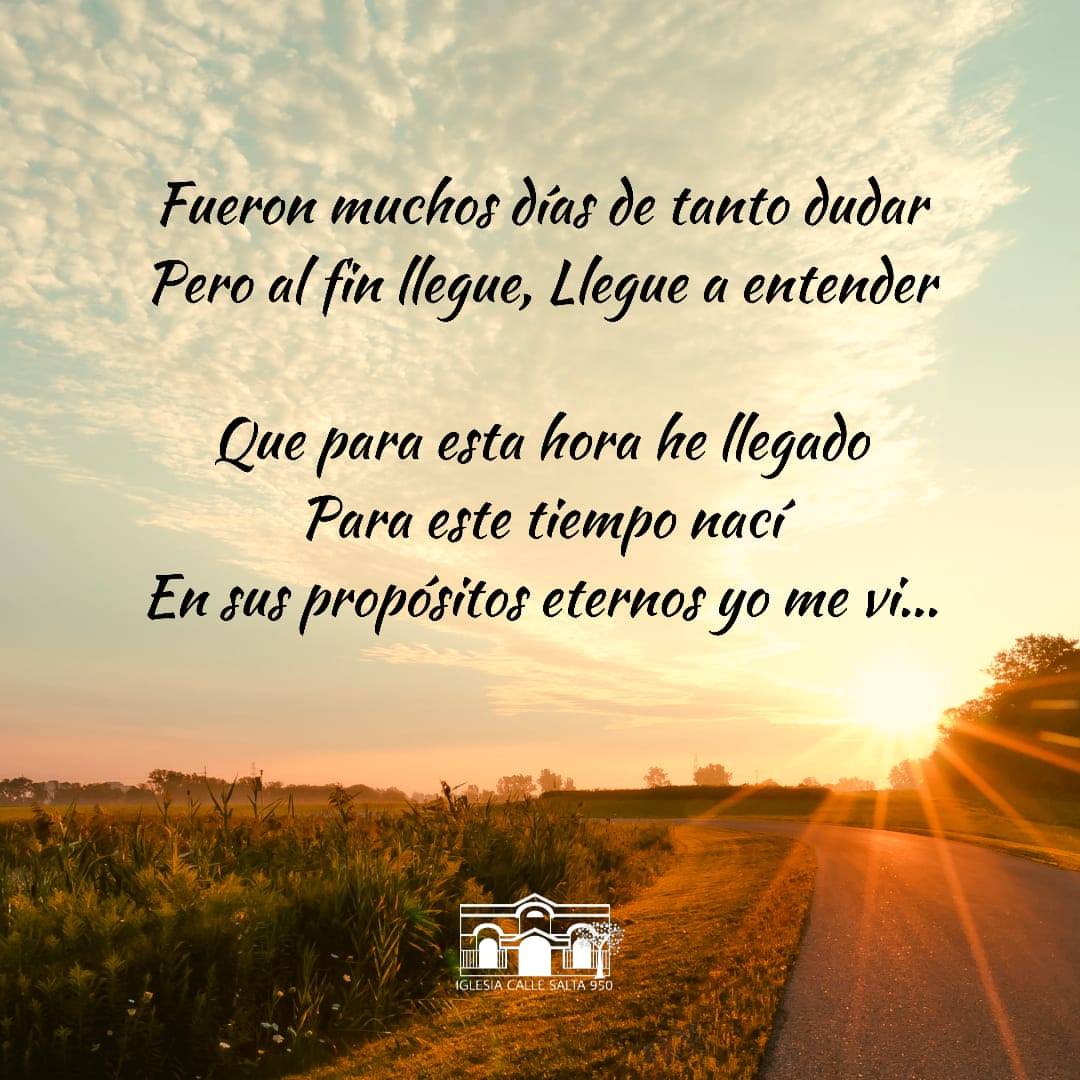 Fueron muchos días de tanto dudar
Pero al fin llegue, Llegue a entender
Que para esta hora he llegado
Para este tiempo nací
En sus propósitos eternos yo me vi...
IGLESIA CALLE SALTA 950